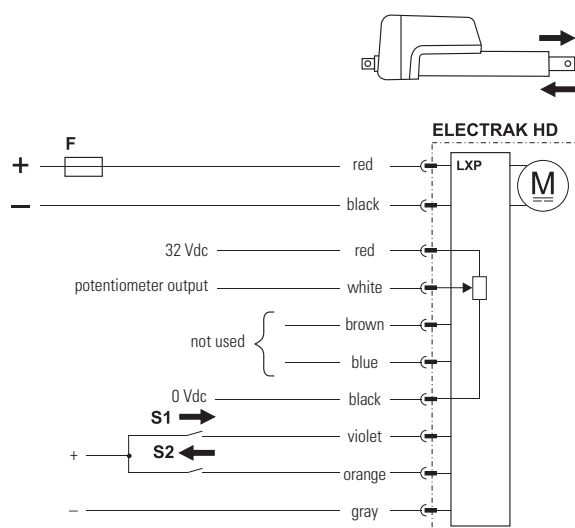 F
ELECTRAK HD
+ red LXP
M
− black
32 Vdc red
potentiometer output white
not used
brown
blue
0 Vdc black
S1 violet
+ S2
orange
− gray